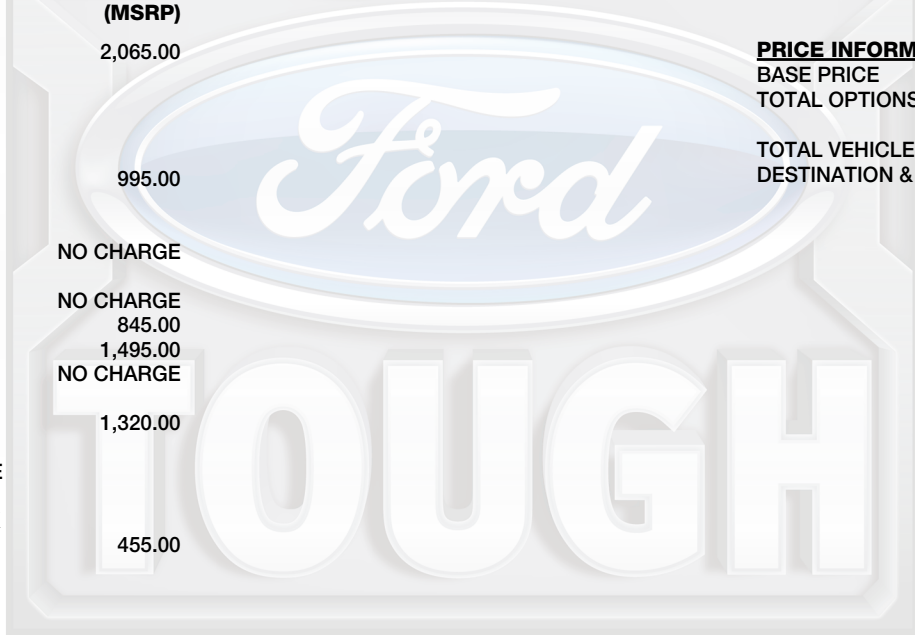 (MSRP)
2,065.00
995.00
NO CHARGE
NO CHARGE
845.00
1,495.00
NO CHARGE
1,320.00
455.00
PRICE INFORM
BASE PRICE
TOTAL OPTIONS
TOTAL VEHICLE
DESTINATION &
Ford
TOUGH